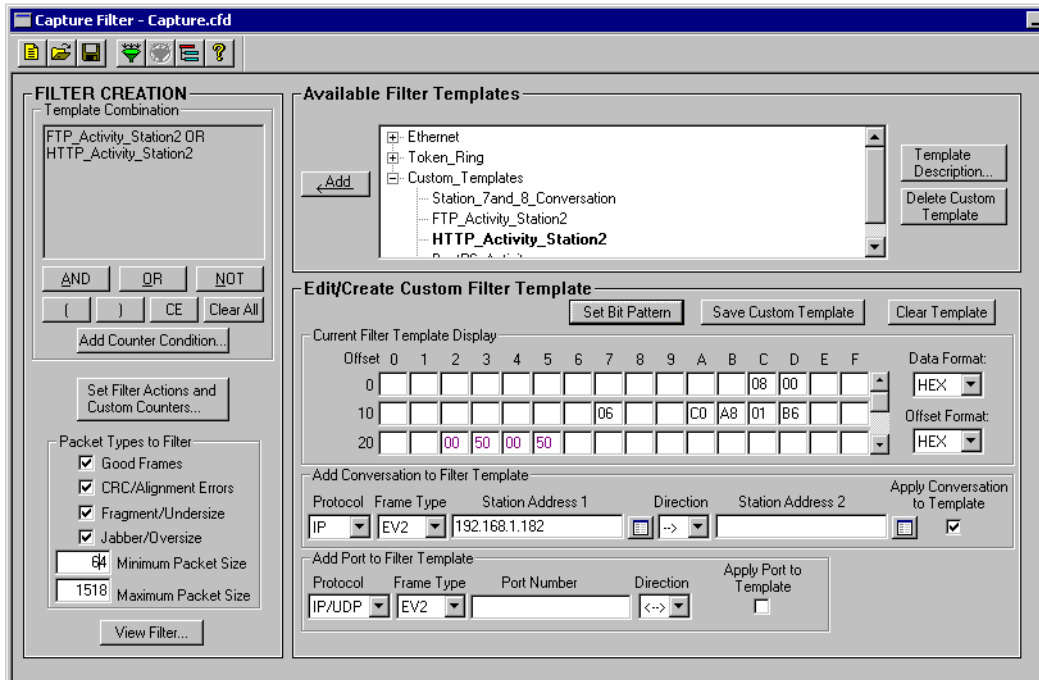 Capture Filter - Capture.cfd
FILTER CREATION
Template Combination
FTP_Activity_Station2 OR
HTTP_Activity_Station2
AND OR NOT
( ) CE Clear All
Add Counter Condition...
Set Filter Actions and
Custom Counters...
Packet Types to Filter
Good Frames
CRC/Alignment Errors
Fragment/Undersize
Jabber/Oversize
64 Minimum Packet Size
1518 Maximum Packet Size
View Filter...
Available Filter Templates
Add
Ethernet
Token_Ring
Custom_Templates
Station_7and_8_Conversation
FTP_Activity_Station2
HTTP_Activity_Station2
Template
Description...
Delete Custom
Template
Edit/Create Custom Filter Template
Set Bit Pattern Save Custom Template Clear Template
Current Filter Template Display
Offset 0 1 2 3 4 5 6 7 8 9 A B C D E F
0 08 00
10 06 C0 A8 01 B6
20 00 50 00 50
Data Format:
HEX
Offset Format:
HEX
Add Conversation to Filter Template
Protocol Frame Type Station Address 1 Direction Station Address 2 Apply Conversation
to Template
IP EV2 192.168.1.182 -->
Add Port to Filter Template
Protocol Frame Type Port Number Direction Apply Port to
Template
IP/UDP EV2 <-->